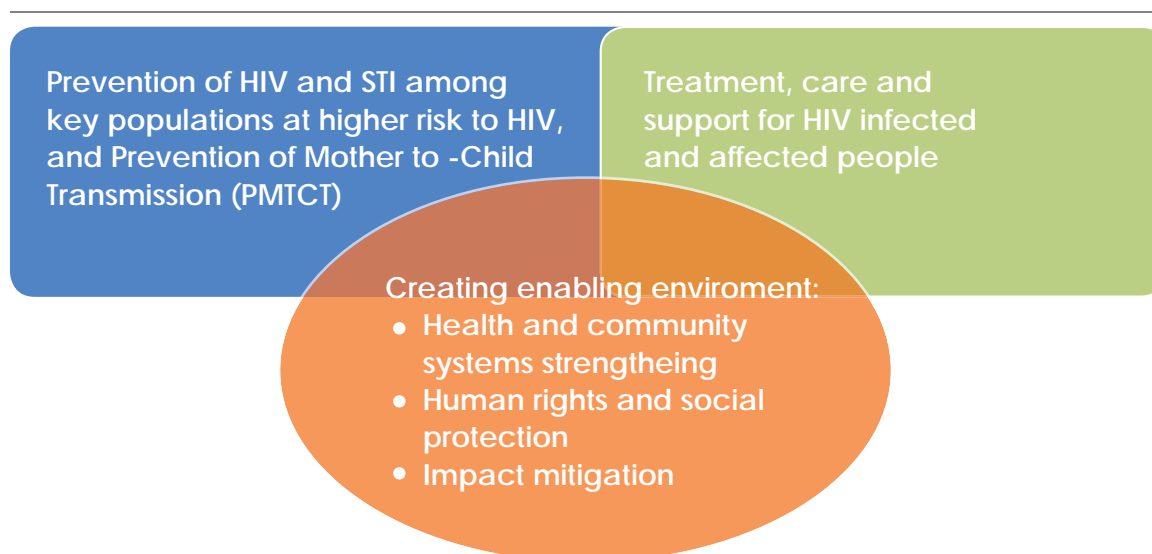 Prevention of HIV and STI among
key populations at higher risk to HIV,
and Prevention of Mother to -Child
Transmission (PMTCT)
Treatment, care and
support for HIV infected
and affected people
Creating enabling enviroment:
● Health and community
systems strengtheing
● Human rights and social
protection
● Impact mitigation